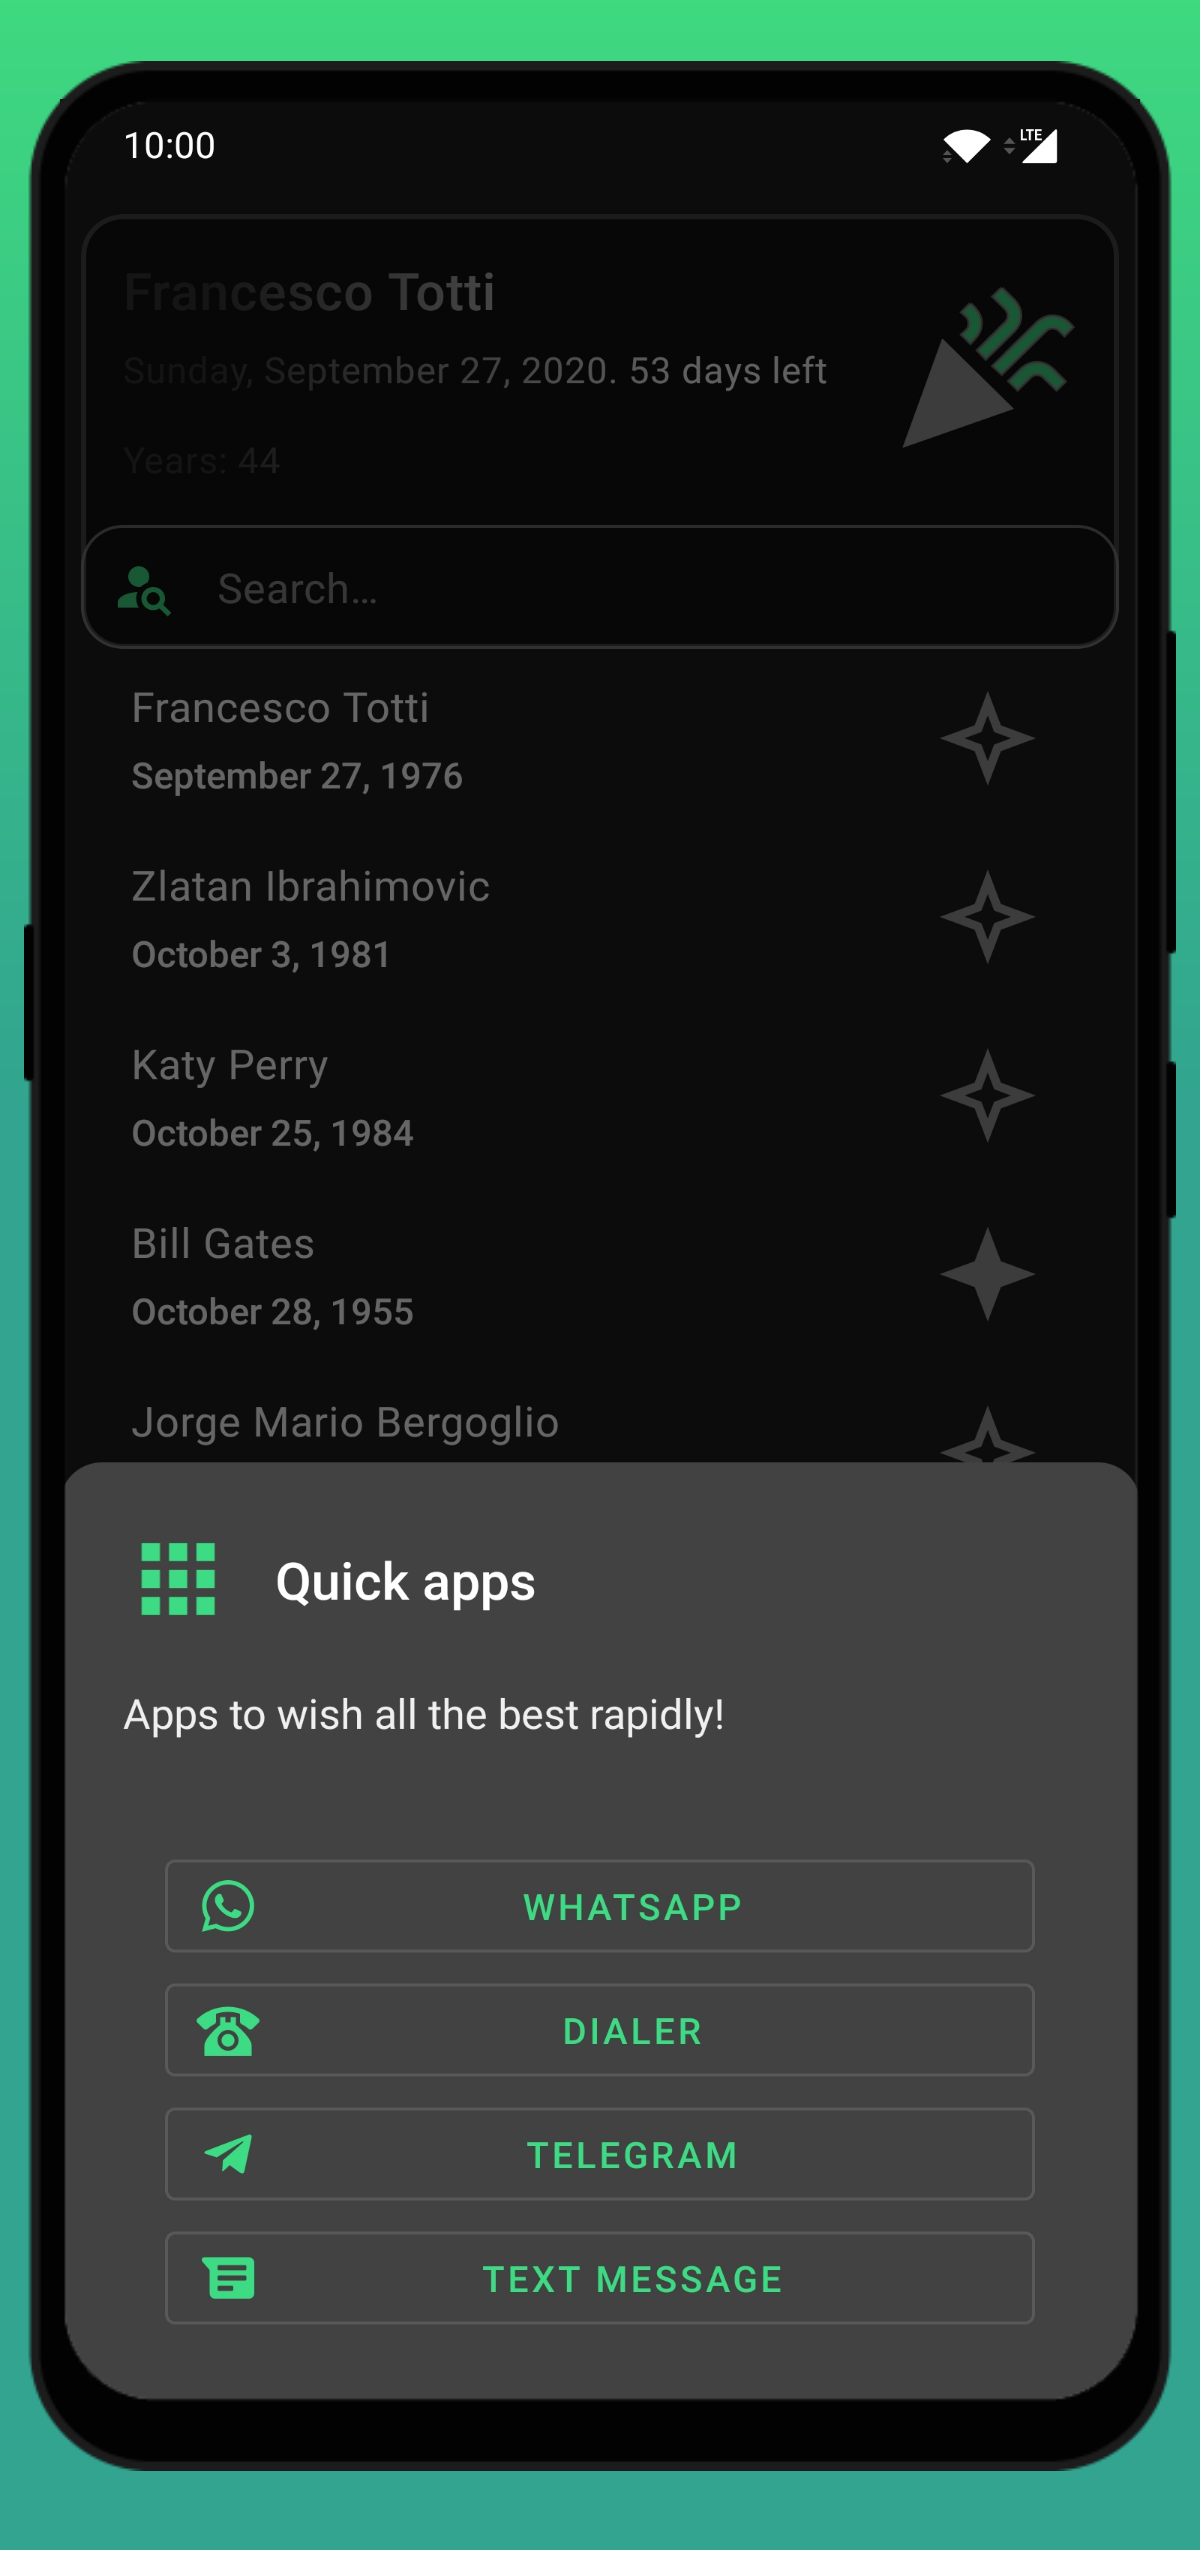 10:00
LTE
Francesco Totti
Sunday, September 27, 2020. 53 days left
Years: 44
Search...
Francesco Totti
September 27, 1976
Zlatan Ibrahimovic
October 3, 1981
Katy Perry
October 25, 1984
Bill Gates
October 28, 1955
Jorge Mario Bergoglio
Quick apps
Apps to wish all the best rapidly!
WHATSAPP
DIALER
TELEGRAM
TEXT MESSAGE